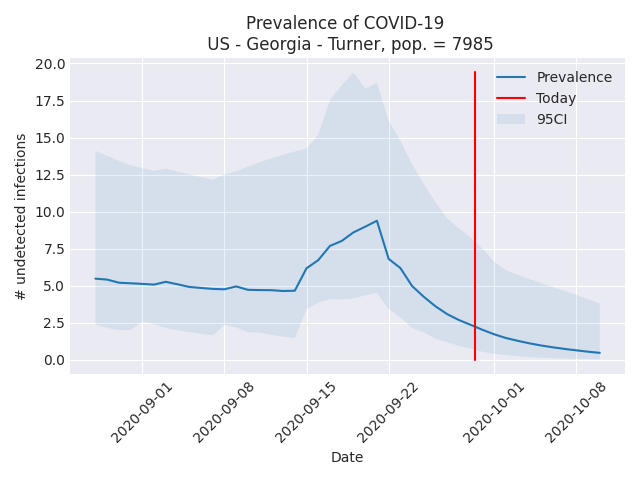 Prevalence of COVID-19
US - Georgia - Turner, pop. = 7985
# undetected infections
20.0
17.5
15.0
12.5
10.0
7.5
5.0
2.5
0.0
Prevalence
Today
95CI
2020-09-01
2020-09-08
2020-09-15
2020-09-22
2020-10-01
2020-10-08
Date